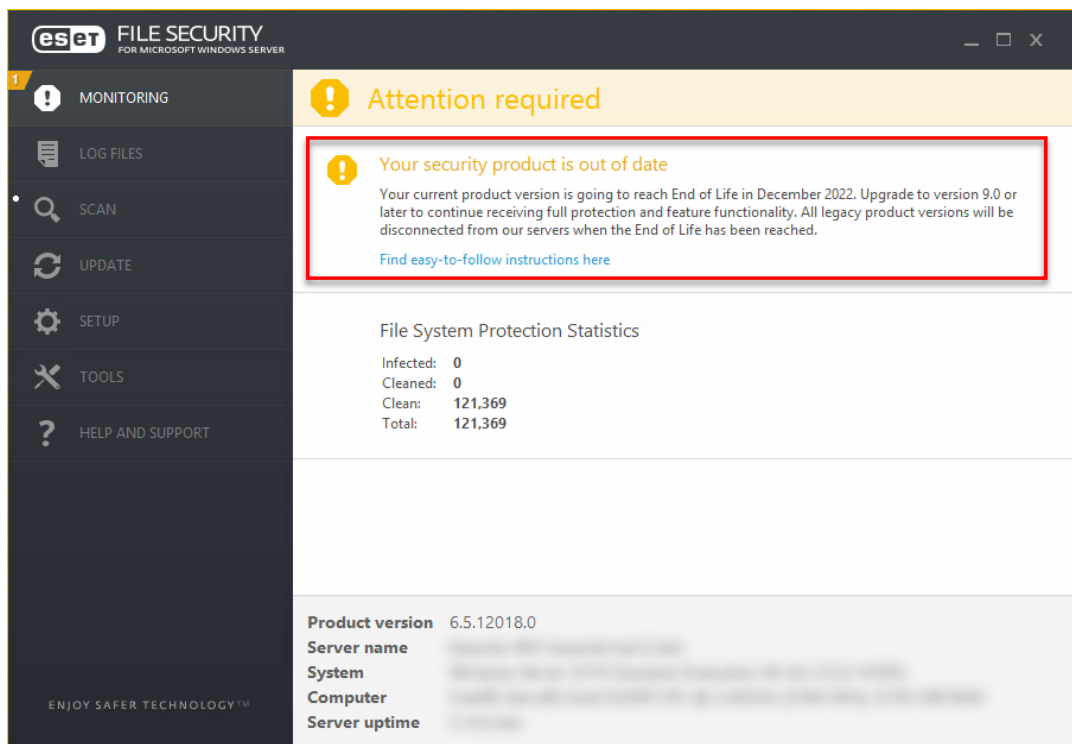 eset FILE SECURITY
FOR MICROSOFT WINDOWS SERVER
1
MONITORING
LOG FILES
SCAN
UPDATE
SETUP
TOOLS
HELP AND SUPPORT
ENJOY SAFER TECHNOLOGY™
Attention required
Your security product is out of date
Your current product version is going to reach End of Life in December 2022. Upgrade to version 9.0 or
later to continue receiving full protection and feature functionality. All legacy product versions will be
disconnected from our servers when the End of Life has been reached.
Find easy-to-follow instructions here
File System Protection Statistics
Infected: 0
Cleaned: 0
Clean: 121,369
Total: 121,369
Product version 6.5.12018.0
Server name
System
Computer
Server uptime